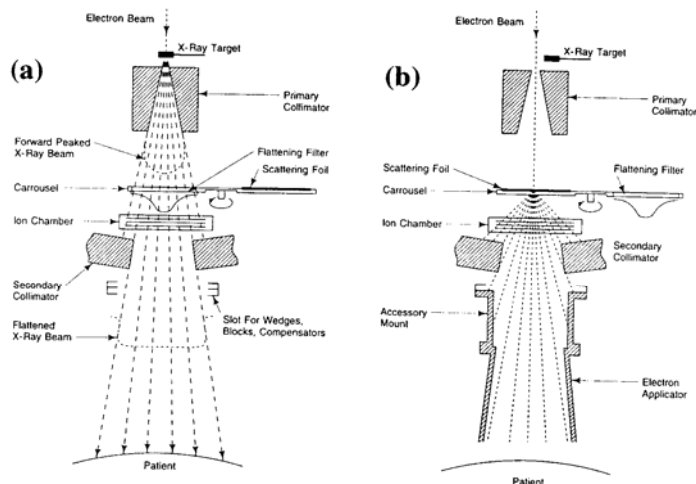 Electron Beam
X-Ray Target
(a)
Primary
Collimator
Forward Peaked
X-Ray Beam
Flattening Filter
Scattering Foil
Carrousel
Ion Chamber
Secondary
Collimator
Slot For Wedges,
Blocks, Compensators
Flattened
X-Ray Beam
Patient
Electron Beam
X-Ray Target
(b)
Primary
Collimator
Scattering Foil
Carrousel
Flattening Filter
Ion Chamber
Secondary
Collimator
Accessory
Mount
Electron
Applicator
Patient